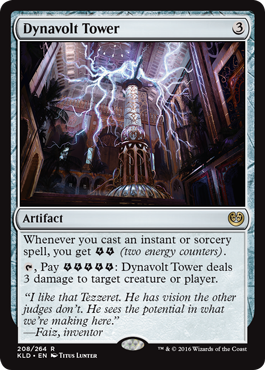 Dynavolt Tower 3
Artifact
Whenever you cast an instant or sorcery
spell, you get (two energy counters).
, Pay : Dynavolt Tower deals
3 damage to target creature or player.
"I like that Tezzeret. He has vision the other
judges don't. He sees the potential in what
we're making here."
—Faiz, inventor
208/264 R
KLD • EN Titus Lunter
™ & © 2016 Wizards of the Coast